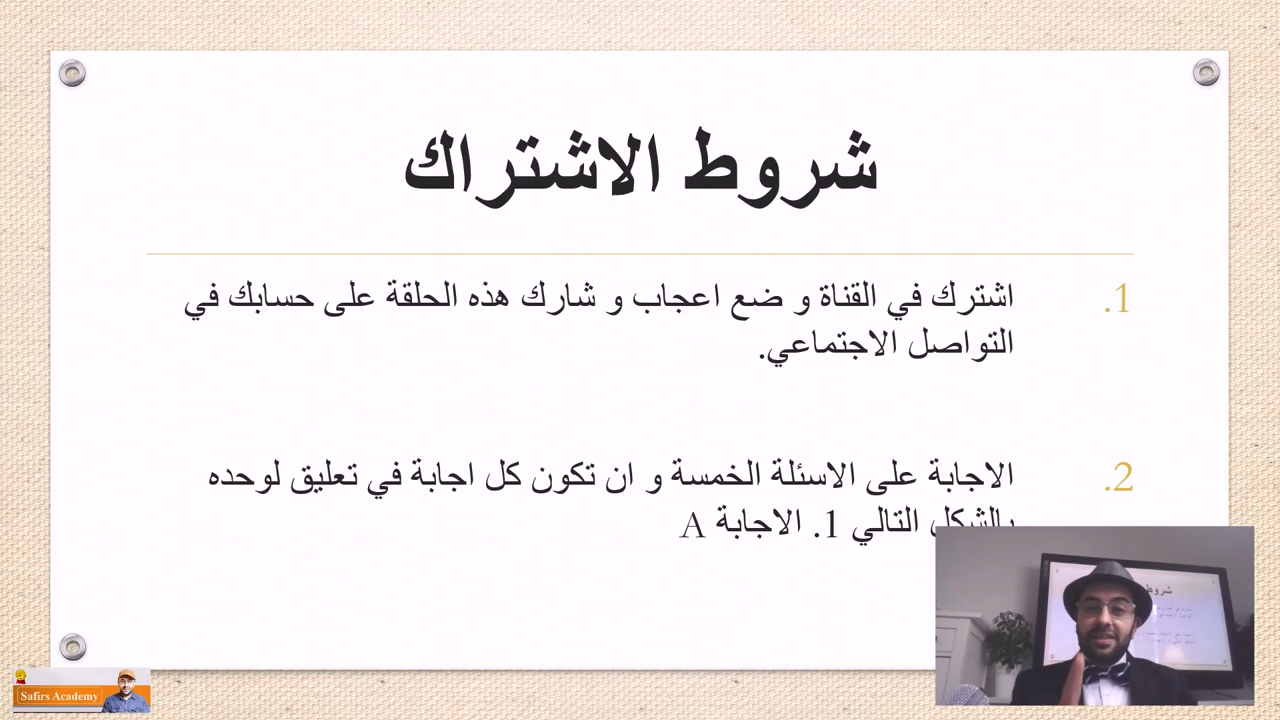 شروط الاشتراك
1. اشترك في القناة و ضع اعجاب و شارك هذه الحلقة على حسابك في
التواصل الاجتماعي.
2. الاجابة على الاسئلة الخمسة و ان تكون كل اجابة في تعليق لوحده
بالشكل التالي 1. الاجابة A
Safirs Academy